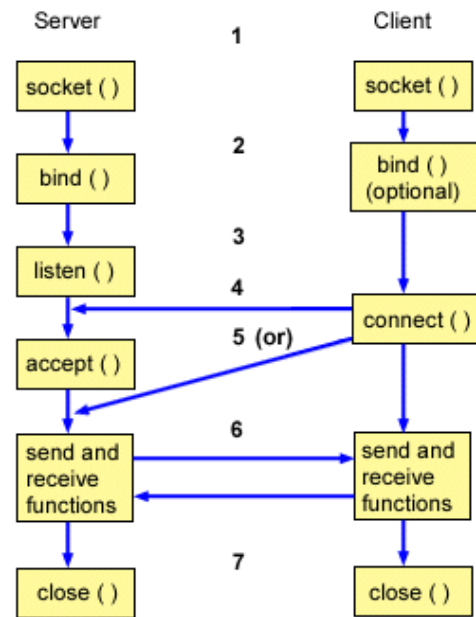 Server
1
Client
socket ( )
socket ( )
2
bind ( )
bind ( )
(optional)
3
listen ( )
4
connect ( )
5 (or)
accept ( )
6
send and
receive
functions
send and
receive
functions
7
close ( )
close ( )